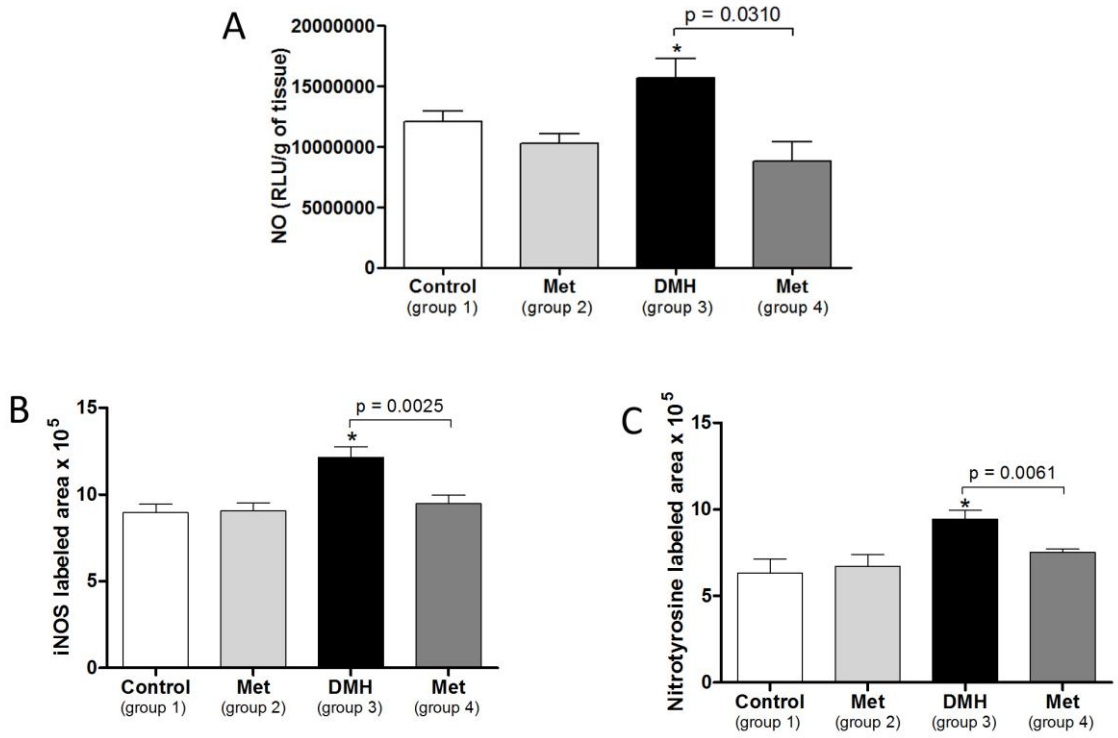 A
p = 0.0310
20000000
*
15000000
10000000
5000000
0
NO (RLU/g of tissue)
Control Met DMH Met
(group 1) (group 2) (group 3) (group 4)
B
p = 0.0025
15
*
10
5
0
iNOS labeled area x 10 5
Control Met DMH Met
(group 1) (group 2) (group 3) (group 4)
C
15
p = 0.0061
10
*
5
0
Nitrotyrosine labeled area x 10 5
Control Met DMH Met
(group 1) (group 2) (group 3) (group 4)